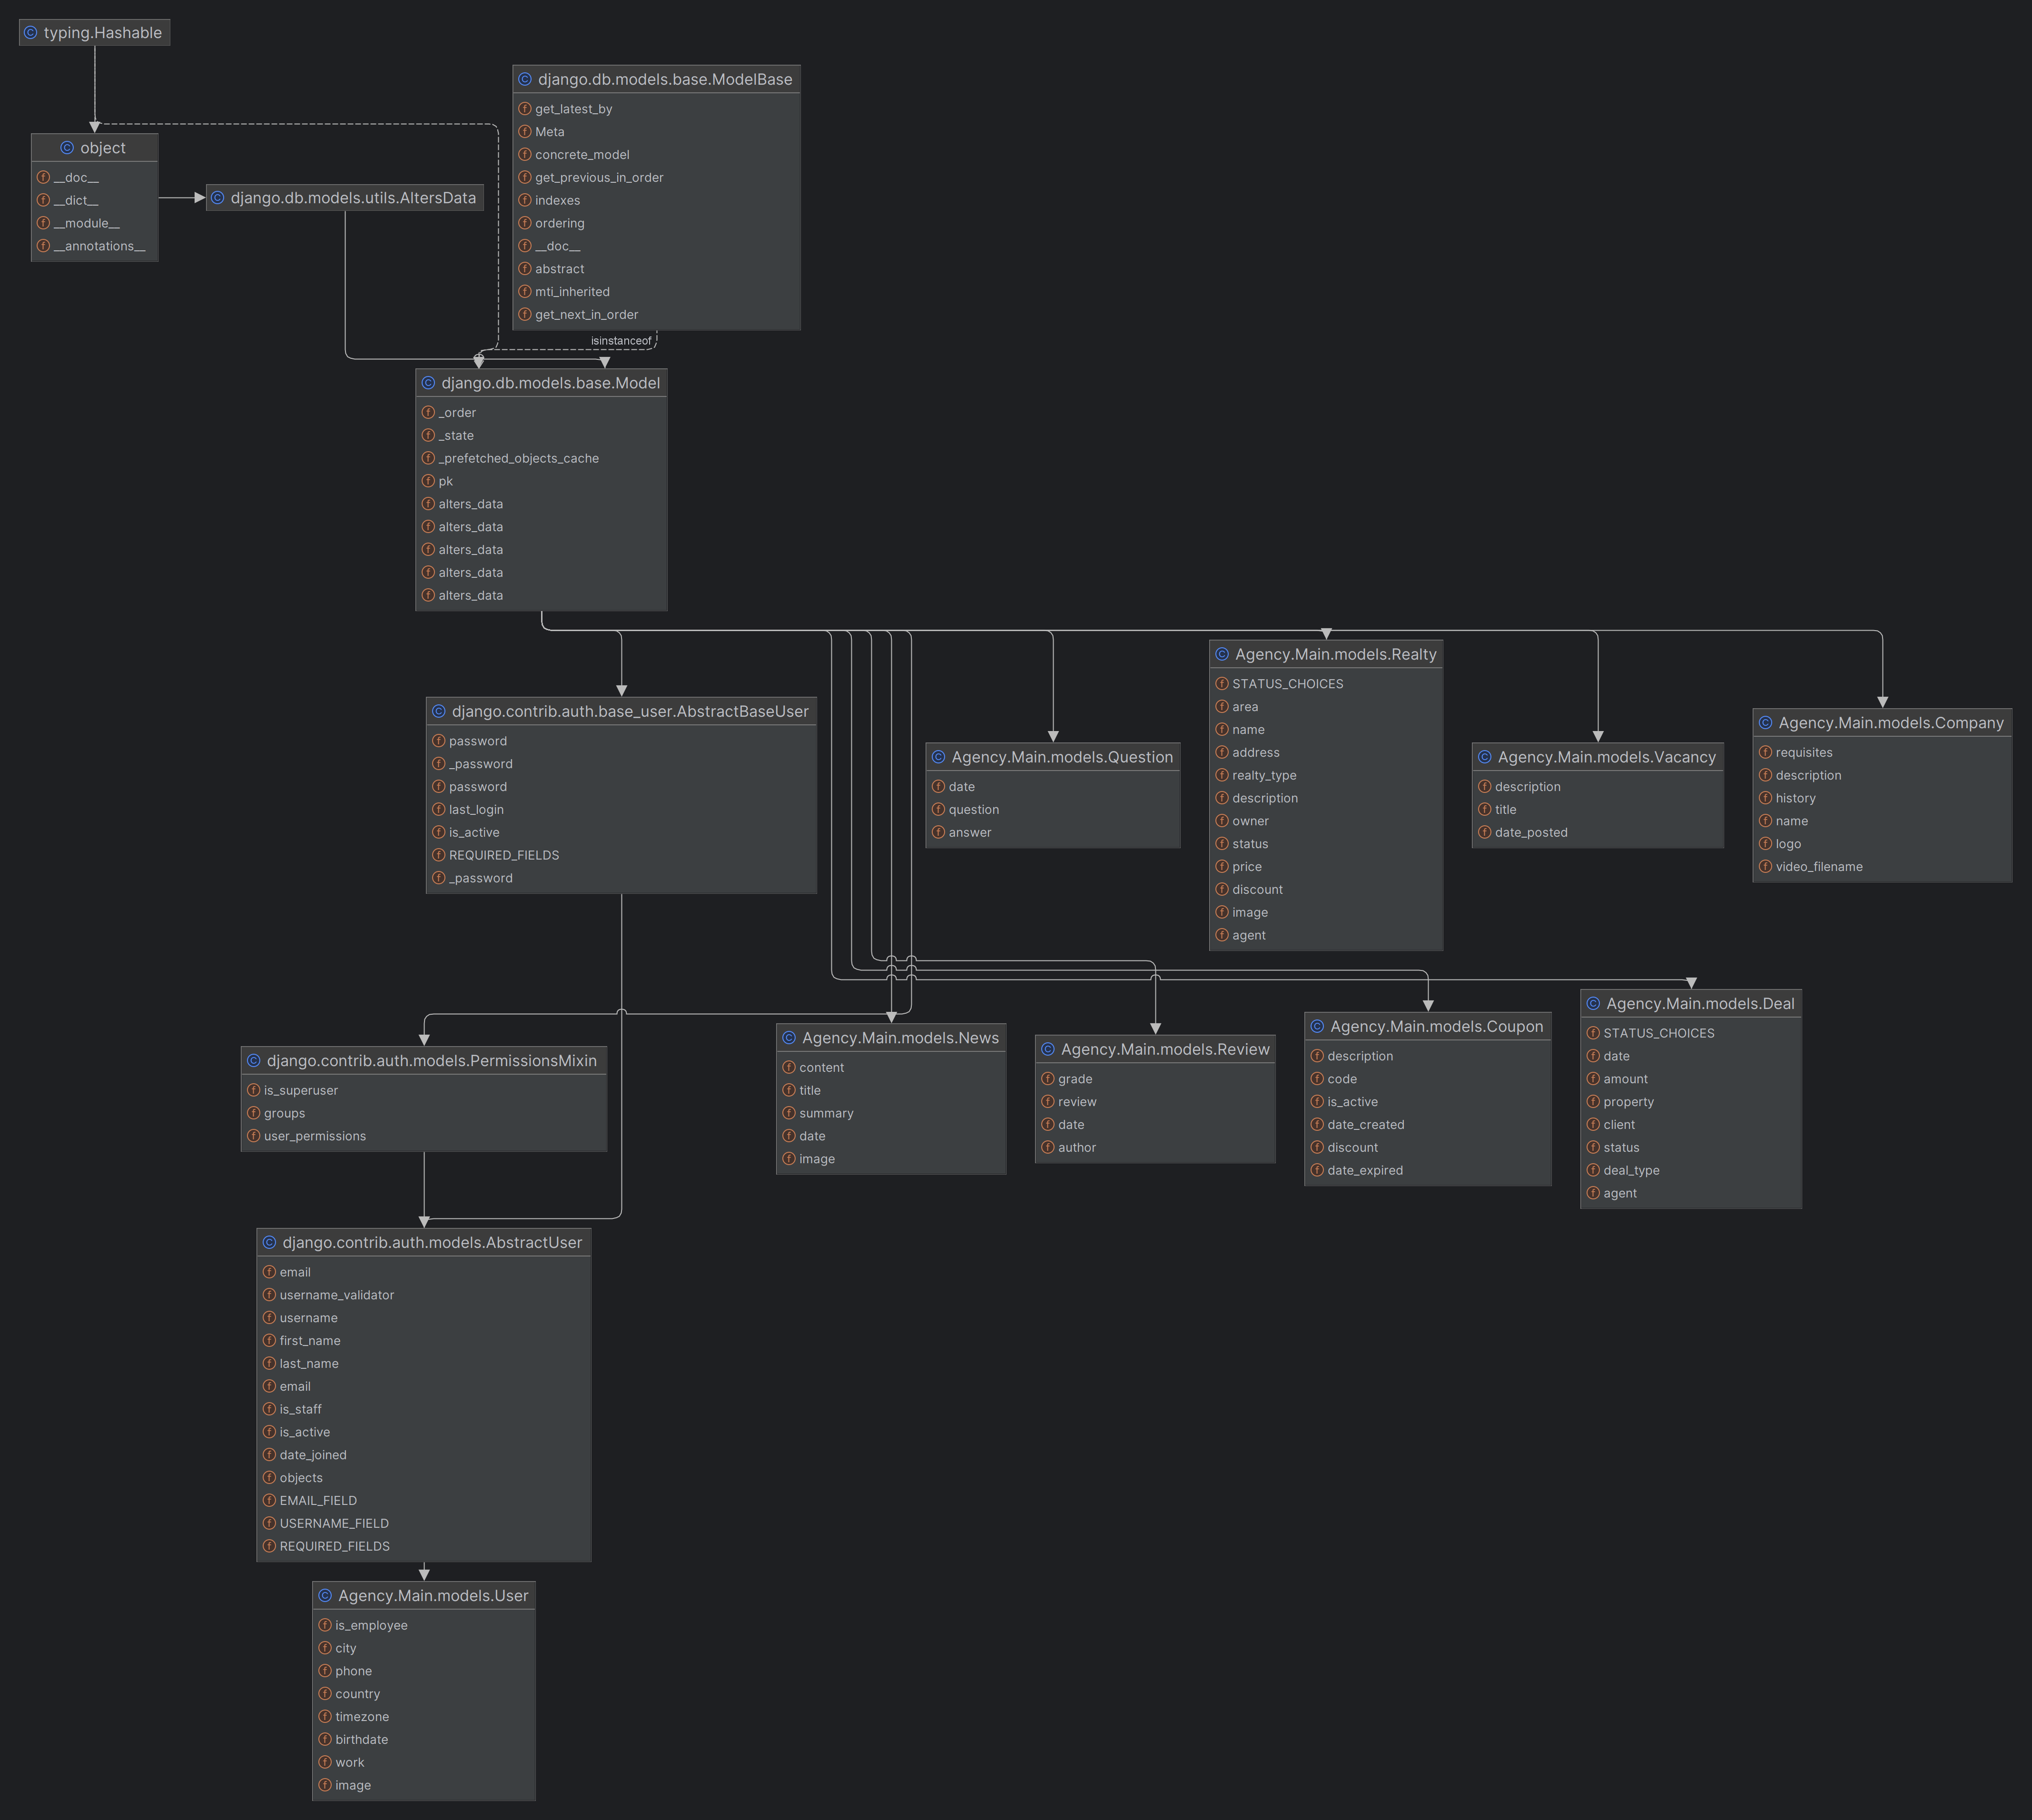 typing.Hashable
object
__doc__
__dict__
__module__
__annotations__
django.db.models.utils.AltersData
django.db.models.base.ModelBase
get_latest_by
Meta
concrete_model
get_previous_in_order
indexes
ordering
__doc__
abstract
mti_inherited
get_next_in_order
isinstanceof
django.db.models.base.Model
_order
_state
_prefetched_objects_cache
pk
alters_data
alters_data
alters_data
alters_data
alters_data
django.contrib.auth.base_user.AbstractBaseUser
password
_password
password
last_login
is_active
REQUIRED_FIELDS
_password
Agency.Main.models.Question
date
question
answer
Agency.Main.models.Realty
STATUS_CHOICES
area
name
address
realty_type
description
owner
status
price
discount
image
agent
Agency.Main.models.Vacancy
description
title
date_posted
Agency.Main.models.Company
requisites
description
history
name
logo
video_filename
django.contrib.auth.models.PermissionsMixin
is_superuser
groups
user_permissions
Agency.Main.models.News
content
title
summary
date
image
Agency.Main.models.Review
grade
review
date
author
Agency.Main.models.Coupon
description
code
is_active
date_created
discount
date_expired
Agency.Main.models.Deal
STATUS_CHOICES
date
amount
property
client
status
deal_type
agent
django.contrib.auth.models.AbstractUser
email
username_validator
username
first_name
last_name
email
is_staff
is_active
date_joined
objects
EMAIL_FIELD
USERNAME_FIELD
REQUIRED_FIELDS
Agency.Main.models.User
is_employee
city
phone
country
timezone
birthdate
work
image